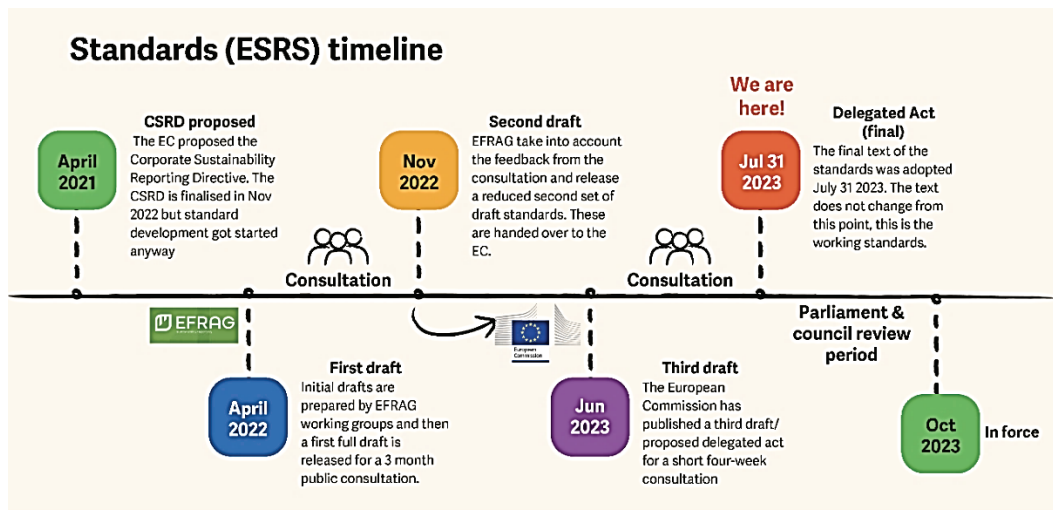 Standards (ESRS) timeline
April
2021
CSRD proposed
The EC proposed the
Corporate Sustainability
Reporting Directive. The
CSRD is finalised in Nov
2022 but standard
development got started
anyway
Consultation
Nov
2022
Second draft
EFRAG take into account
the feedback from the
consultation and release
a reduced second set of
draft standards. These
are handed over to the
EC.
Consultation
We are
here!
Jul 31
2023
Delegated Act
(final)
The final text of the
standards was adopted
July 31 2023. The text
does not change from
this point, this is the
working standards.
EFRAG
April
2022
First draft
Initial drafts are
prepared by EFRAG
working groups and then
a first full draft is
released for a 3 month
public consultation.
European
Commission
Jun
2023
Third draft
The European
Commission has
published a third draft/
proposed delegated act
for a short four-week
consultation
Parliament &
council review
period
Oct
2023
In force